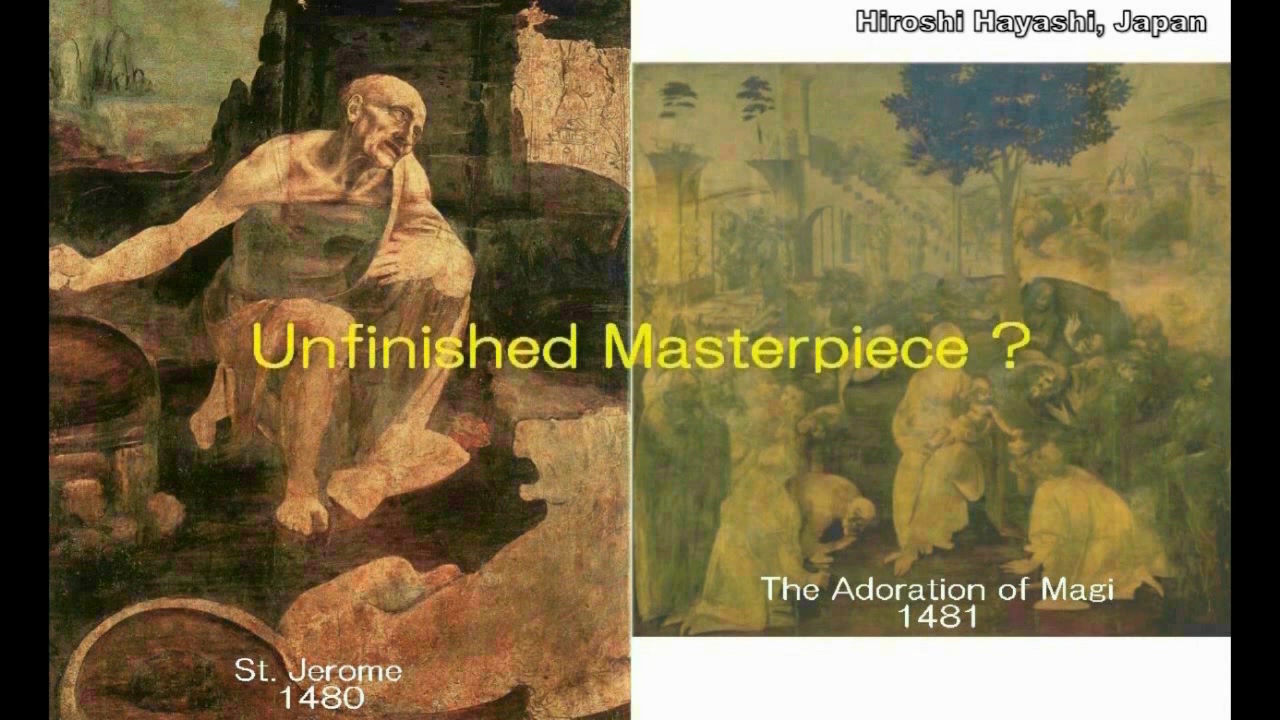 Hiroshi Hayashi, Japan
Unfinished Masterpiece ?
The Adoration of Magi
1481
St. Jerome
1480